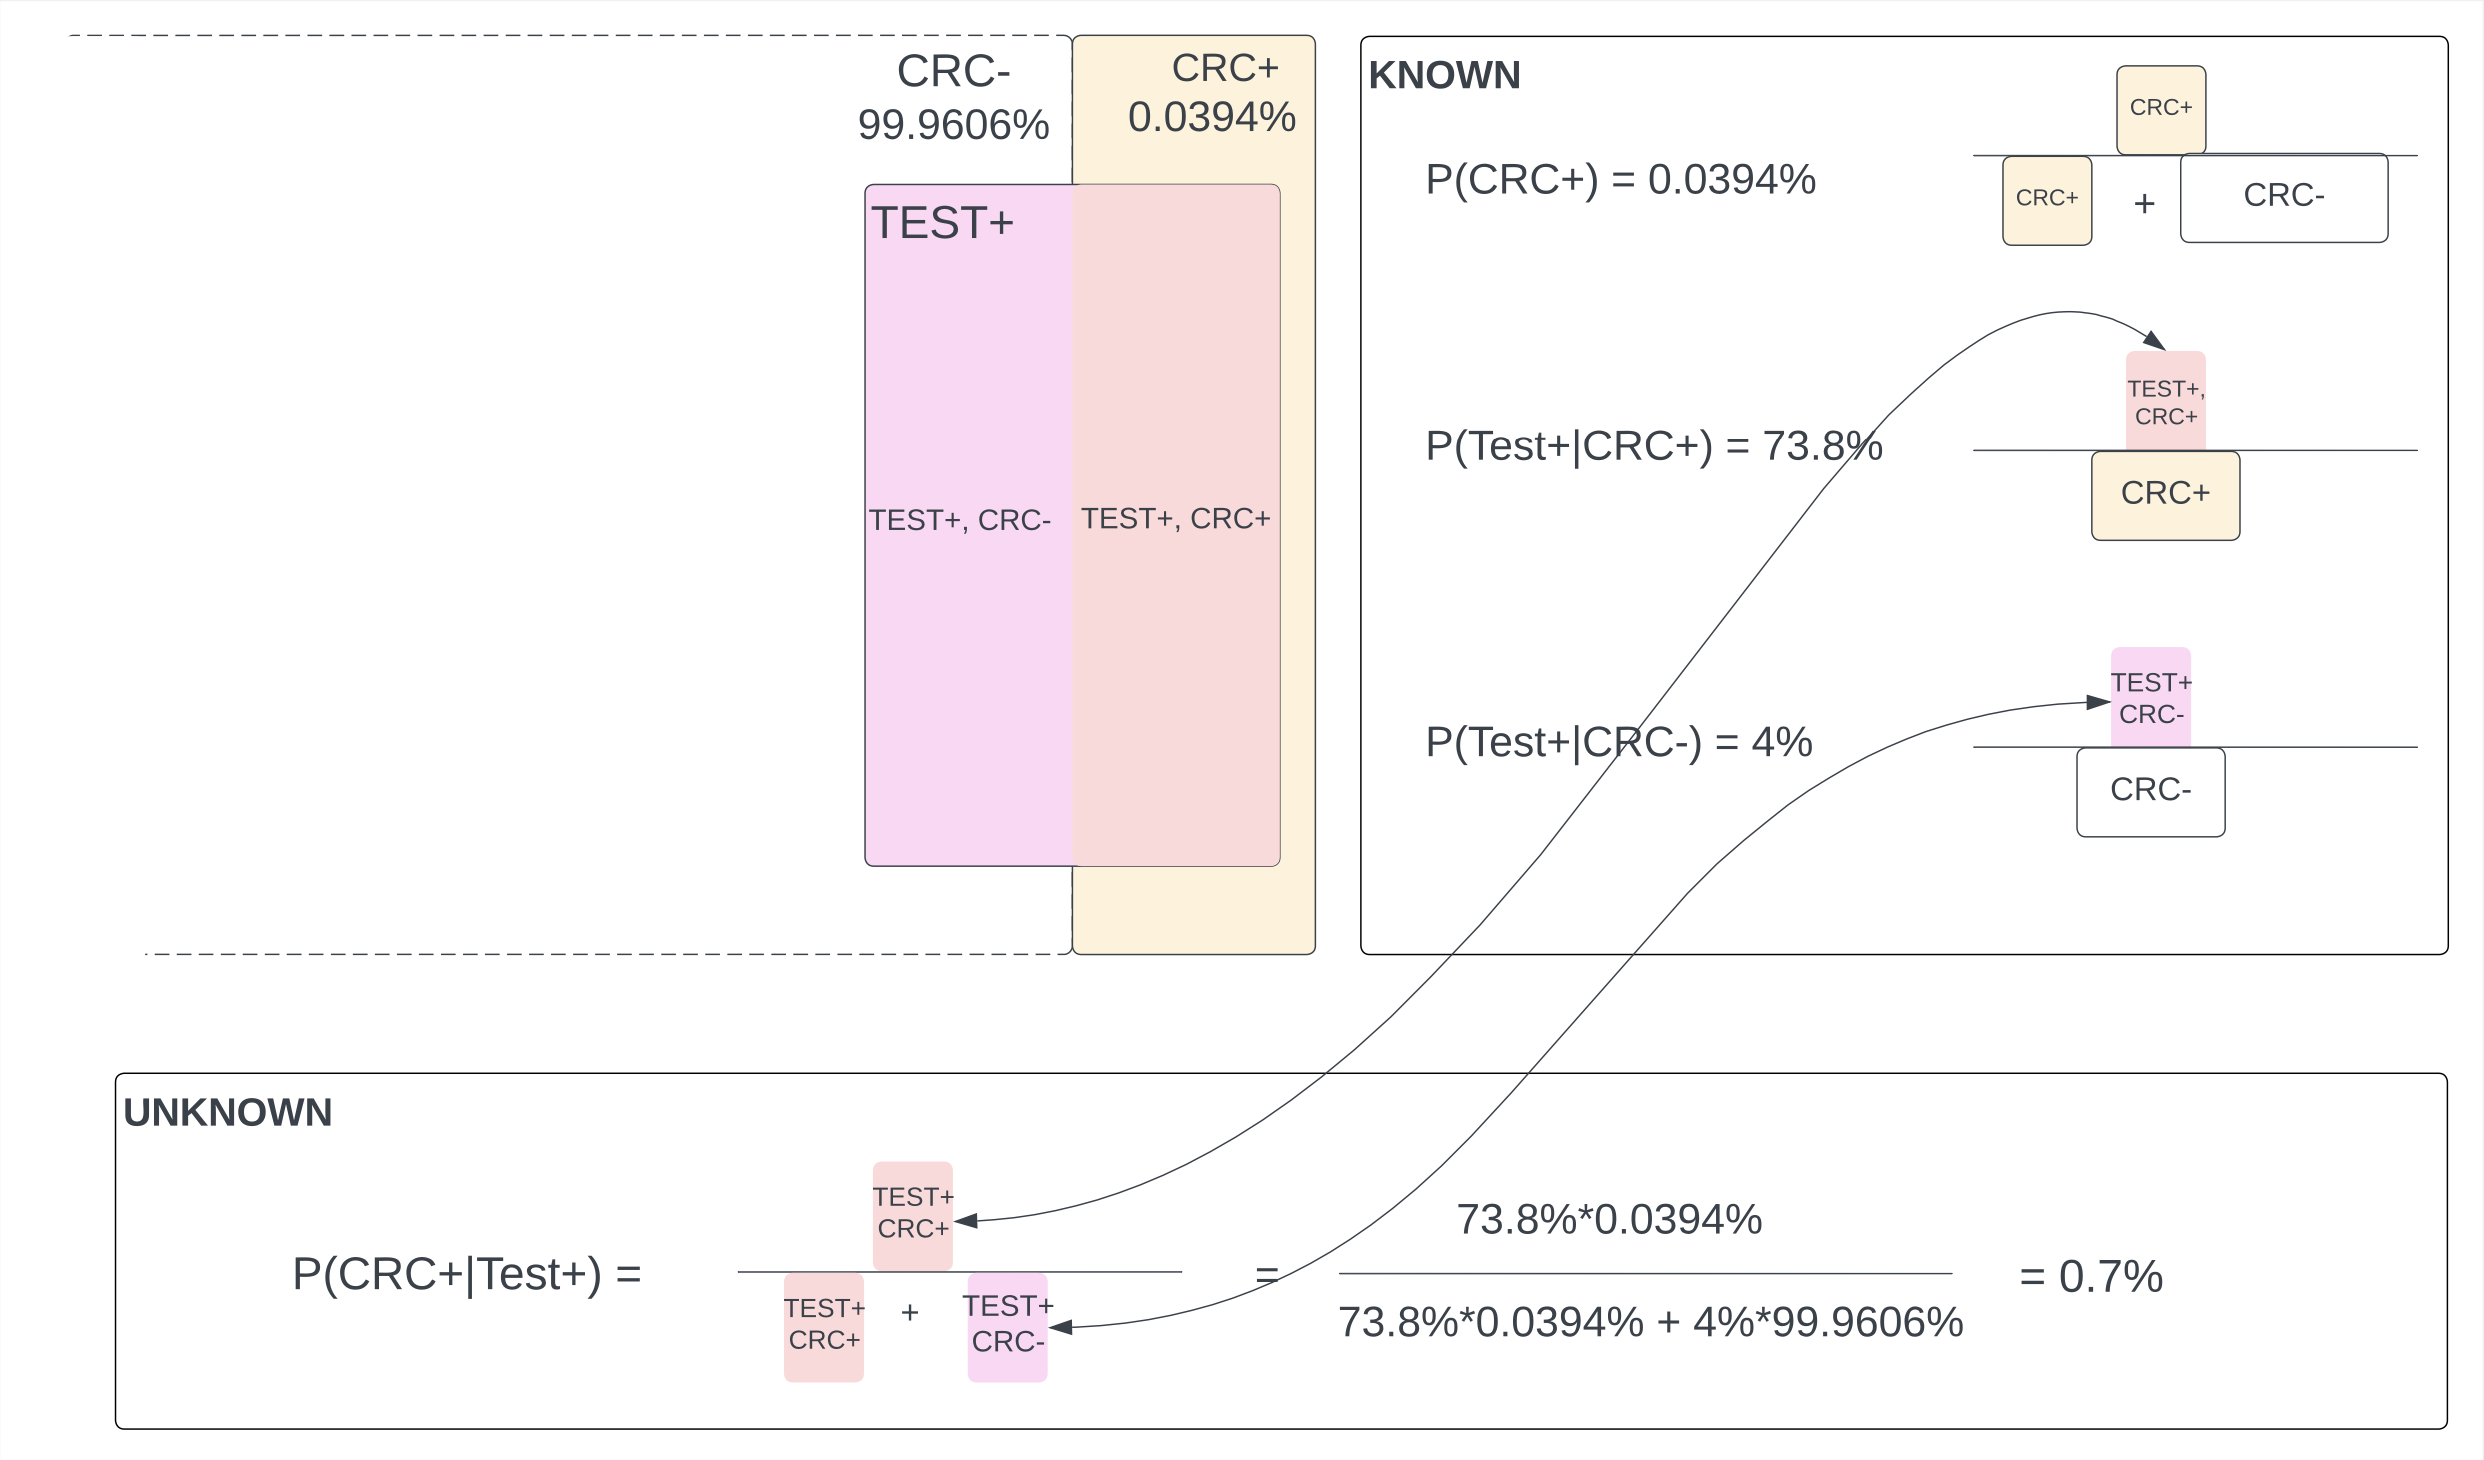 CRC-
99.9606%
CRC+
0.0394%
TEST+
TEST+, CRC-
TEST+, CRC+
KNOWN
P(CRC+) = 0.0394%
CRC+
CRC+
+
CRC-
P(Test+|CRC+) = 73.8%
TEST+,
CRC+
CRC+
P(Test+|CRC-) = 4%
TEST+
CRC-
CRC-
UNKNOWN
P(CRC+|Test+) =
TEST+
CRC+
TEST+
CRC+
+
TEST+
CRC-
=
73.8%*0.0394%
73.8%*0.0394% + 4%*99.9606%
= 0.7%